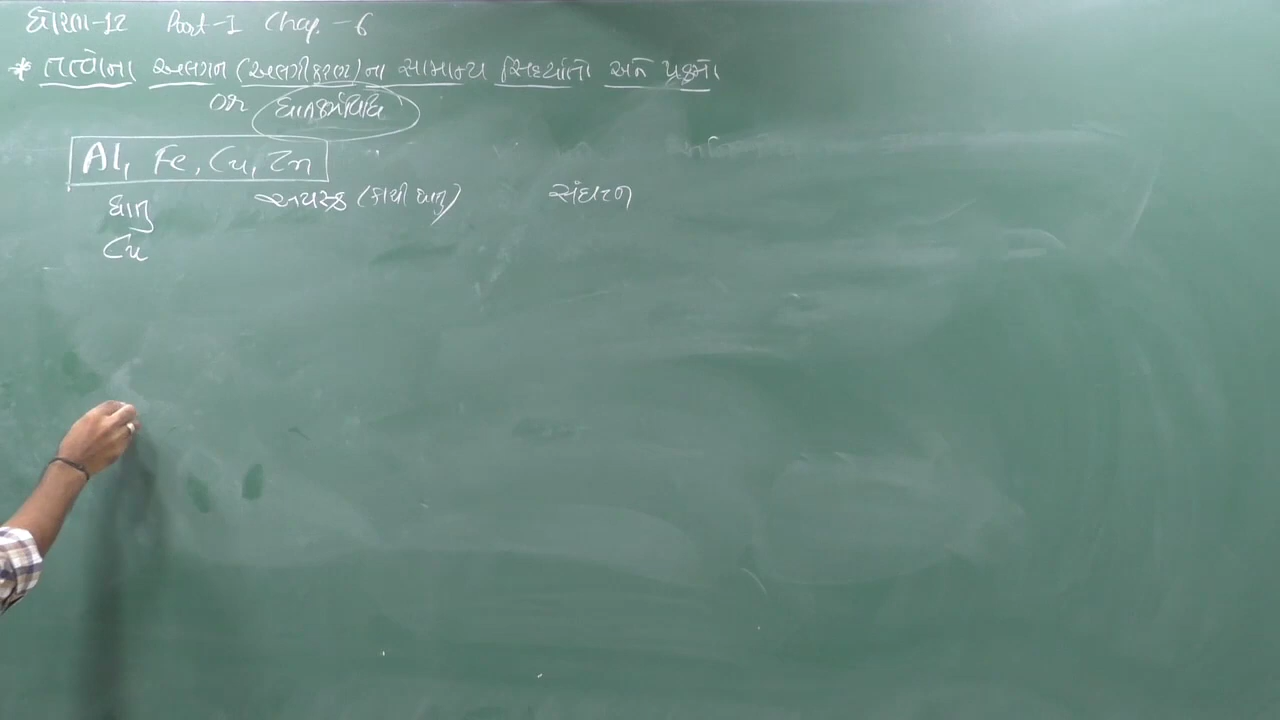 ધોરણ-12 Part-I Chap.-6
* તત્વોના અલગન (અલગીકરણ)ના સામાન્ય સિધ્ધાંતો અને પ્રક્રમો
or ધાતુકર્મવિધિ
Al, Fe, Cu, Zn
ધાતુ અયસ્ક (કાચી ધાતુ) સંઘટન
Cu